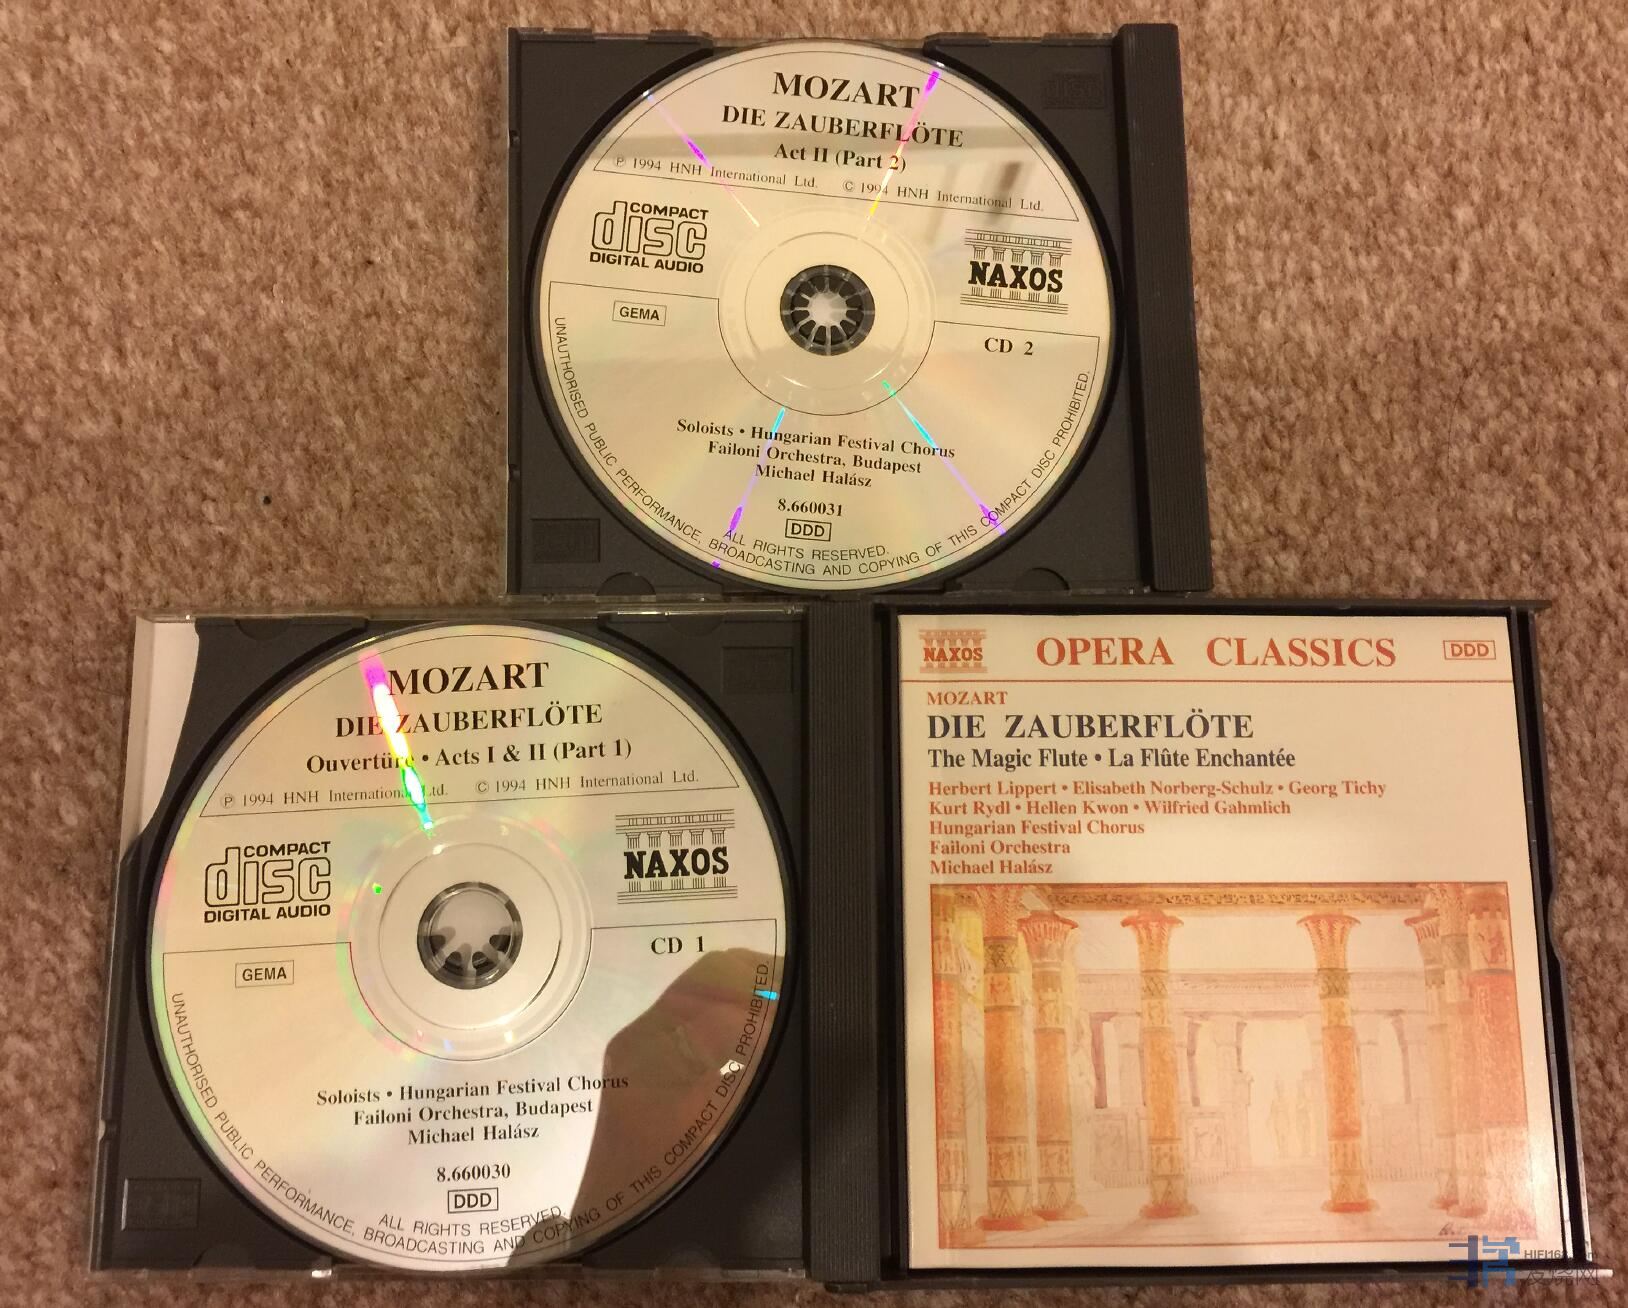 MOZART
DIE ZAUBERFLÖTE
Act II (Part 2)
℗ 1994 HNH International Ltd. © 1994 HNH International Ltd.
COMPACT
disc
DIGITAL AUDIO
NAXOS
GEMA
CD 2
Soloists • Hungarian Festival Chorus
Failoni Orchestra, Budapest
Michael Halász
8.660031
DDD
ALL RIGHTS RESERVED.
UNAUTHORISED PUBLIC PERFORMANCE, BROADCASTING AND COPYING OF THIS COMPACT DISC PROHIBITED.
MOZART
DIE ZAUBERFLÖTE
Ouvertüre • Acts I & II (Part 1)
℗ 1994 HNH International Ltd. © 1994 HNH International Ltd.
COMPACT
disc
DIGITAL AUDIO
NAXOS
GEMA
CD 1
Soloists • Hungarian Festival Chorus
Failoni Orchestra, Budapest
Michael Halász
8.660030
DDD
ALL RIGHTS RESERVED.
UNAUTHORISED PUBLIC PERFORMANCE, BROADCASTING AND COPYING OF THIS COMPACT DISC PROHIBITED.
NAXOS
OPERA CLASSICS
DDD
MOZART
DIE ZAUBERFLÖTE
The Magic Flute • La Flûte Enchantée
Herbert Lippert • Elisabeth Norberg-Schulz • Georg Tichy
Kurt Rydl • Hellen Kwon • Wilfried Gahmlich
Hungarian Festival Chorus
Failoni Orchestra
Michael Halász